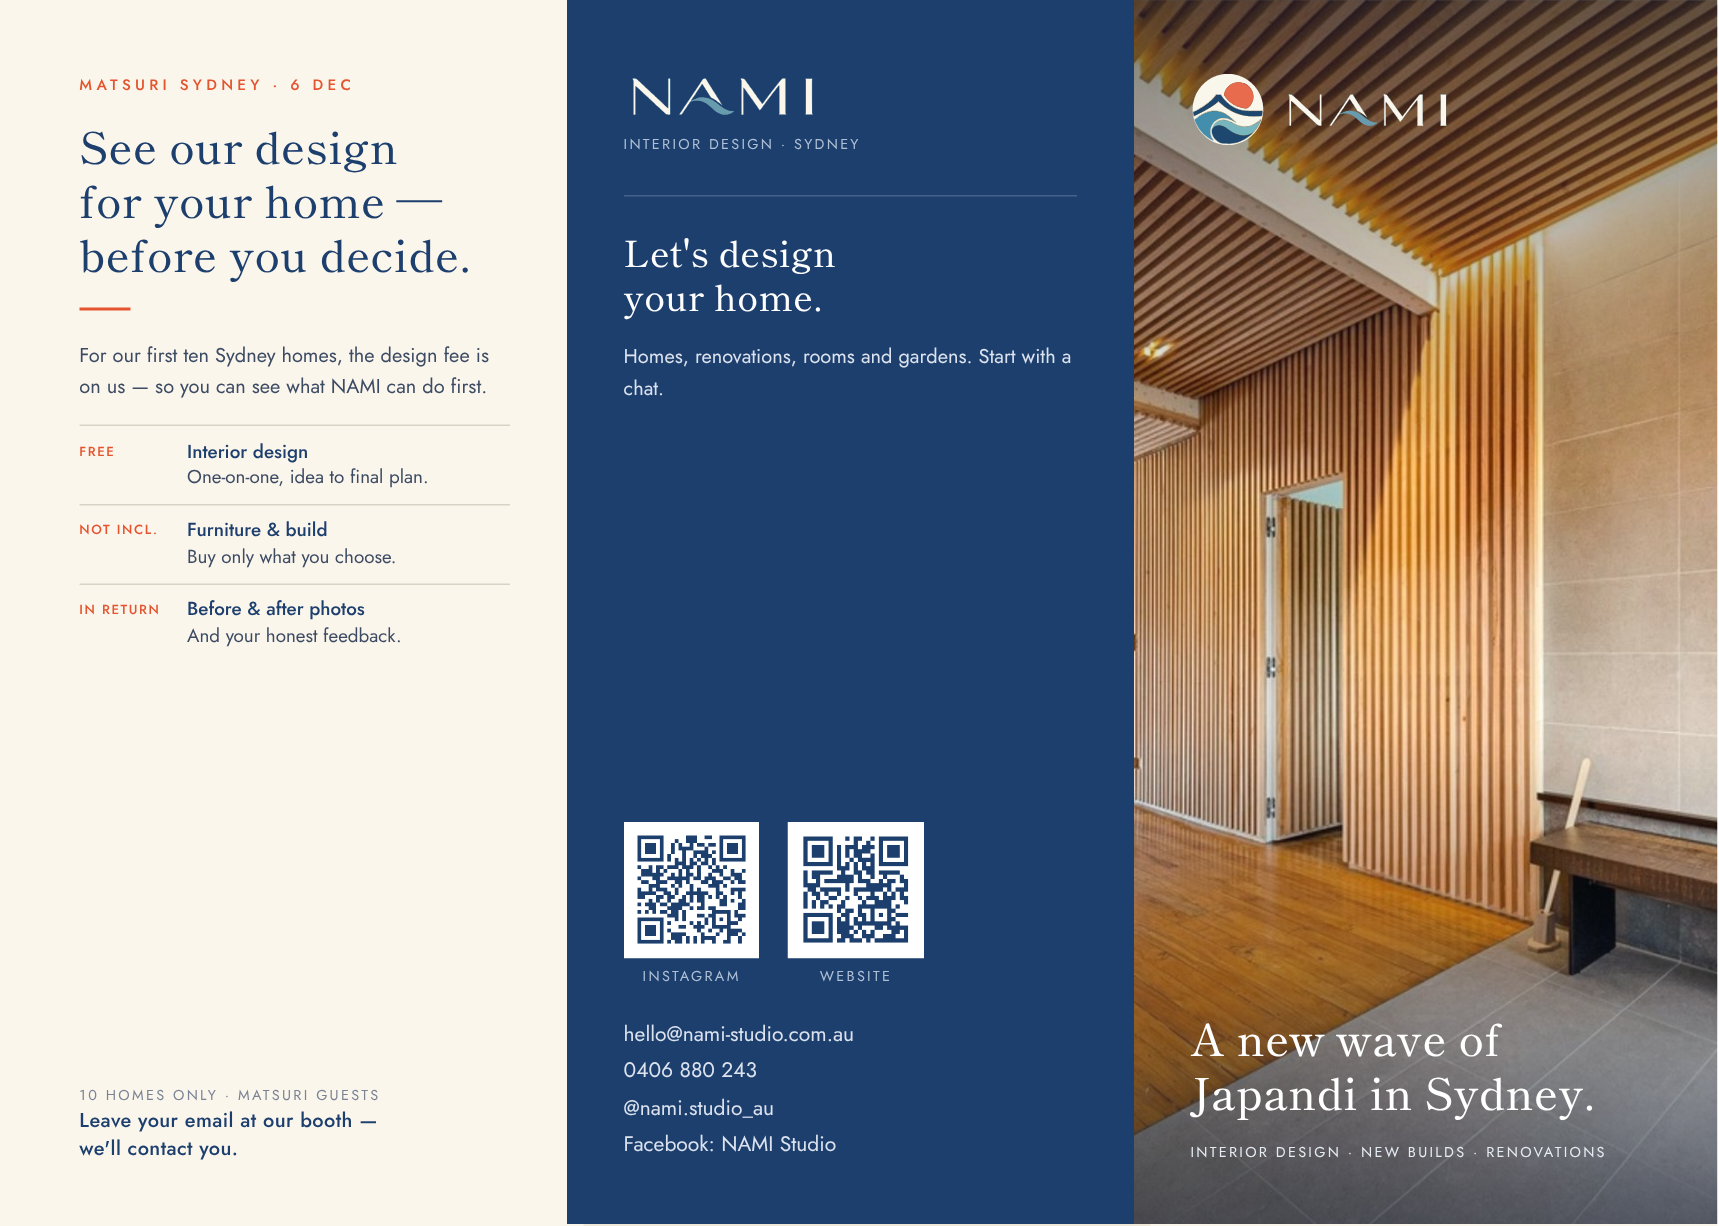 MATSURI SYDNEY · 6 DEC
See our design
for your home —
before you decide.
For our first ten Sydney homes, the design fee is
on us — so you can see what NAMI can do first.
FREE
Interior design
One-on-one, idea to final plan.
NOT INCL.
Furniture & build
Buy only what you choose.
IN RETURN
Before & after photos
And your honest feedback.
10 HOMES ONLY · MATSURI GUESTS
Leave your email at our booth —
we'll contact you.
NAMI
INTERIOR DESIGN · SYDNEY
Let's design
your home.
Homes, renovations, rooms and gardens. Start with a
chat.
INSTAGRAM
WEBSITE
hello@nami-studio.com.au
0406 880 243
@nami.studio_au
Facebook: NAMI Studio
NAMI
A new wave of
Japandi in Sydney.
INTERIOR DESIGN · NEW BUILDS · RENOVATIONS